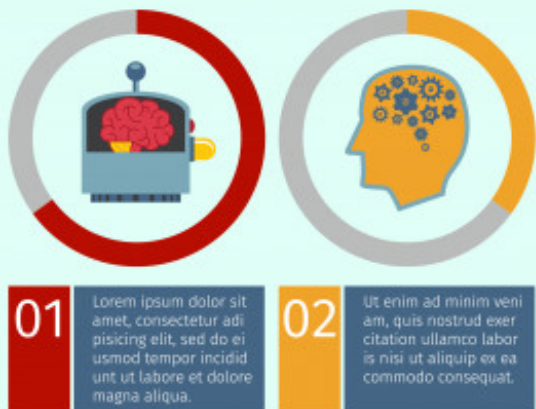 01
Lorem ipsum dolor sit
amet, consectetur adi
pisicing elit, sed do ei
usmod tempor incidid
unt ut labore et dolore
magna aliqua.
02
Ut enim ad minim veni
am, quis nostrud exer
citation ullamco labor
is nisi ut aliquip ex ea
commodo consequat.